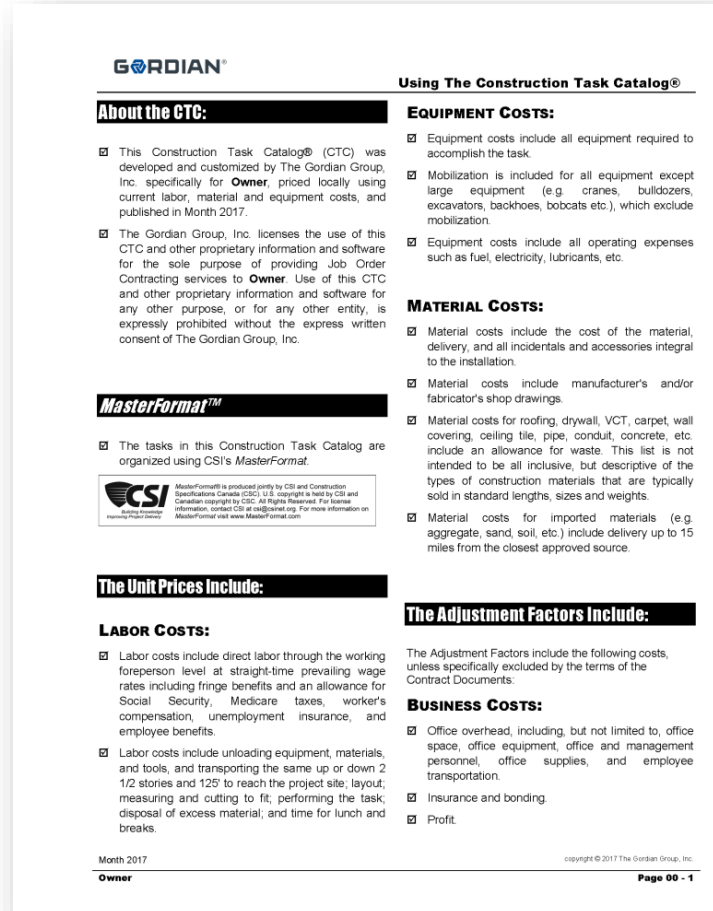 GORDIAN®
Using The Construction Task Catalog®
About the CTC:
☑ This Construction Task Catalog® (CTC) was
developed and customized by The Gordian Group,
Inc. specifically for Owner, priced locally using
current labor, material and equipment costs, and
published in Month 2017.
☑ The Gordian Group, Inc. licenses the use of this
CTC and other proprietary information and software
for the sole purpose of providing Job Order
Contracting services to Owner. Use of this CTC
and other proprietary information and software for
any other purpose, or for any other entity, is
expressly prohibited without the express written
consent of The Gordian Group, Inc.
MasterFormat™
☑ The tasks in this Construction Task Catalog are
organized using CSI's MasterFormat.
CSI
Building Knowledge
Improving Project Delivery
MasterFormat® is produced jointly by CSI and Construction
Specifications Canada (CSC). U.S. copyright is held by CSI and
Canadian copyright by CSC. All Rights Reserved. For license
information, contact CSI at csi@csinet.org. For more information on
MasterFormat visit www.MasterFormat.com
The Unit Prices Include:
LABOR COSTS:
☑ Labor costs include direct labor through the working
foreperson level at straight-time prevailing wage
rates including fringe benefits and an allowance for
Social Security, Medicare taxes, worker's
compensation, unemployment insurance, and
employee benefits.
☑ Labor costs include unloading equipment, materials,
and tools, and transporting the same up or down 2
1/2 stories and 125' to reach the project site; layout;
measuring and cutting to fit; performing the task;
disposal of excess material; and time for lunch and
breaks.
EQUIPMENT COSTS:
☑ Equipment costs include all equipment required to
accomplish the task.
☑ Mobilization is included for all equipment except
large equipment (e.g. cranes, bulldozers,
excavators, backhoes, bobcats etc.), which exclude
mobilization.
☑ Equipment costs include all operating expenses
such as fuel, electricity, lubricants, etc.
MATERIAL COSTS:
☑ Material costs include the cost of the material,
delivery, and all incidentals and accessories integral
to the installation.
☑ Material costs include manufacturer's and/or
fabricator's shop drawings.
☑ Material costs for roofing, drywall, VCT, carpet, wall
covering, ceiling tile, pipe, conduit, concrete, etc.
include an allowance for waste. This list is not
intended to be all inclusive, but descriptive of the
types of construction materials that are typically
sold in standard lengths, sizes and weights.
☑ Material costs for imported materials (e.g.
aggregate, sand, soil, etc.) include delivery up to 15
miles from the closest approved source.
The Adjustment Factors Include:
The Adjustment Factors include the following costs,
unless specifically excluded by the terms of the
Contract Documents:
BUSINESS COSTS:
☑ Office overhead, including, but not limited to, office
space, office equipment, office and management
personnel, office supplies, and employee
transportation.
☑ Insurance and bonding.
☑ Profit.
Month 2017
copyright © 2017 The Gordian Group, Inc.
Owner
Page 00 - 1